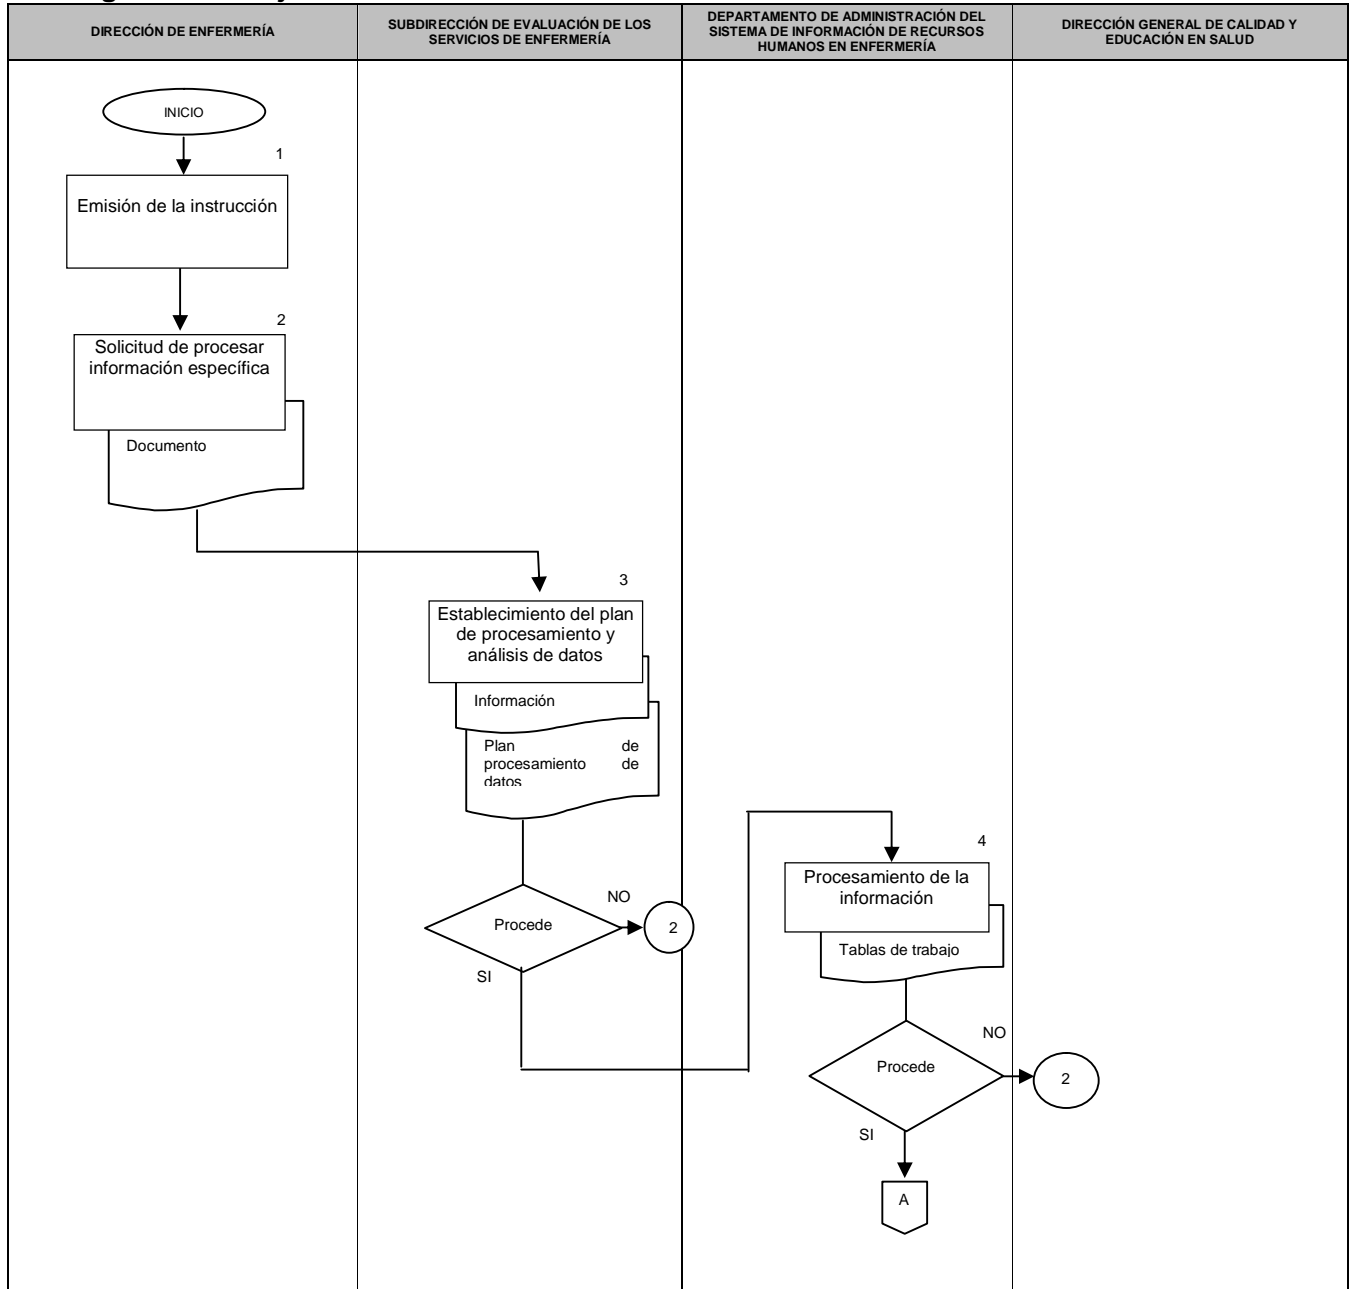 DIRECCIÓN DE ENFERMERÍA
SUBDIRECCIÓN DE EVALUACIÓN DE LOS
SERVICIOS DE ENFERMERÍA
DEPARTAMENTO DE ADMINISTRACIÓN DEL
SISTEMA DE INFORMACIÓN DE RECURSOS
HUMANOS EN ENFERMERÍA
DIRECCIÓN GENERAL DE CALIDAD Y
EDUCACIÓN EN SALUD
INICIO
1
Emisión de la instrucción
2
Solicitud de procesar
información específica
Documento
3
Establecimiento del plan
de procesamiento y
análisis de datos
Información
Plan de
procesamiento de
datos
Procede
NO
2
SI
4
Procesamiento de la
información
Tablas de trabajo
Procede
NO
2
SI
A